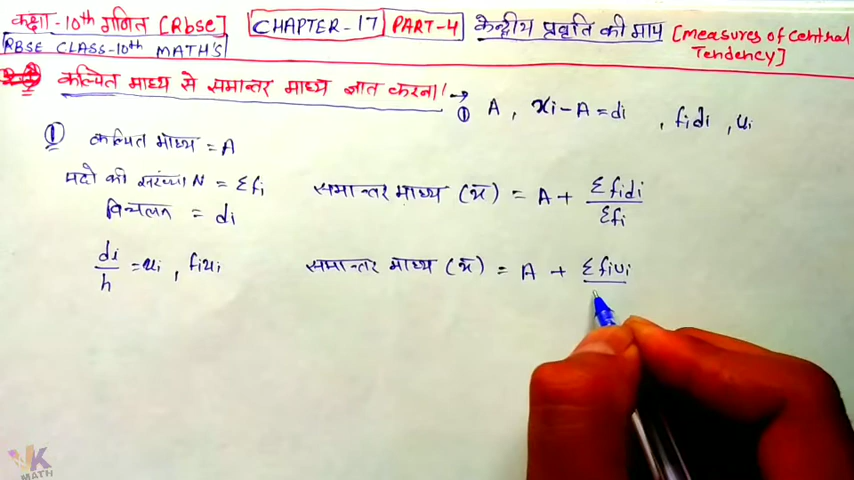 कक्षा-10th गणित [Rbse] CHAPTER-17 PART-4 केन्द्रीय प्रवृति की माप [measures of Central Tendency]
RBSE CLASS-10th MATH'S
कल्पित माध्य से समान्तर माध्य ज्ञात करना! →
① A, xi-A=di, fidi, ui
① कल्पित माध्य = A
पदो की संख्या N = Σfi
समान्तर माध्य (x̄) = A + Σfidi/Σfi
विचलन = di
di/h = ui, fiui
समान्तर माध्य (x̄) = A + Σfiui
VK
MATH